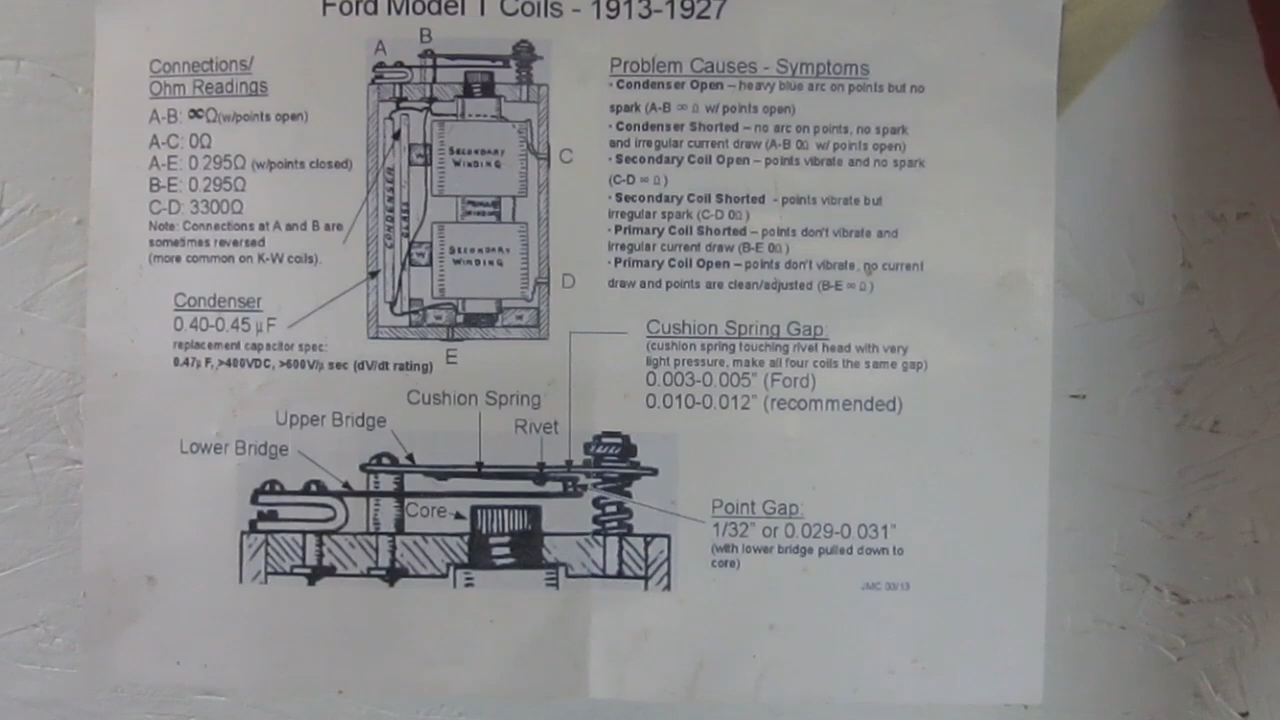 Ford Model T Coils - 1913-1927
Connections/
Ohm Readings
A-B: ∞Ω(w/points open)
A-C: 0Ω
A-E: 0.295Ω (w/points closed)
B-E: 0.295Ω
C-D: 3300Ω
Note: Connections at A and B are
sometimes reversed
(more common on K-W coils).
Condenser
0.40-0.45 µF
replacement capacitor spec:
0.47µF, >400VDC, >500V/µ sec (dV/dt rating)
A
B
C
D
E
CONDENSER
GLASS
SECONDARY
WINDING
PRIMARY
WINDING
SECONDARY
WINDING
W
W
W
W
Problem Causes - Symptoms
· Condenser Open – heavy blue arc on points but no
spark (A-B ∞ Ω w/ points open)
· Condenser Shorted – no arc on points, no spark
and irregular current draw (A-B 0Ω w/ points open)
· Secondary Coil Open – points vibrate and no spark
(C-D ∞ Ω)
· Secondary Coil Shorted - points vibrate but
irregular spark (C-D 0Ω)
· Primary Coil Shorted – points don't vibrate and
irregular current draw (B-E 0Ω)
· Primary Coil Open – points don't vibrate, no current
draw and points are clean/adjusted (B-E ∞ Ω)
Cushion Spring Gap:
(cushion spring touching rivet head with very
light pressure, make all four coils the same gap)
0.003-0.005" (Ford)
0.010-0.012" (recommended)
Cushion Spring
Upper Bridge
Rivet
Lower Bridge
Core
Point Gap:
1/32" or 0.029-0.031"
(with lower bridge pulled down to
core)
JMC 03/13